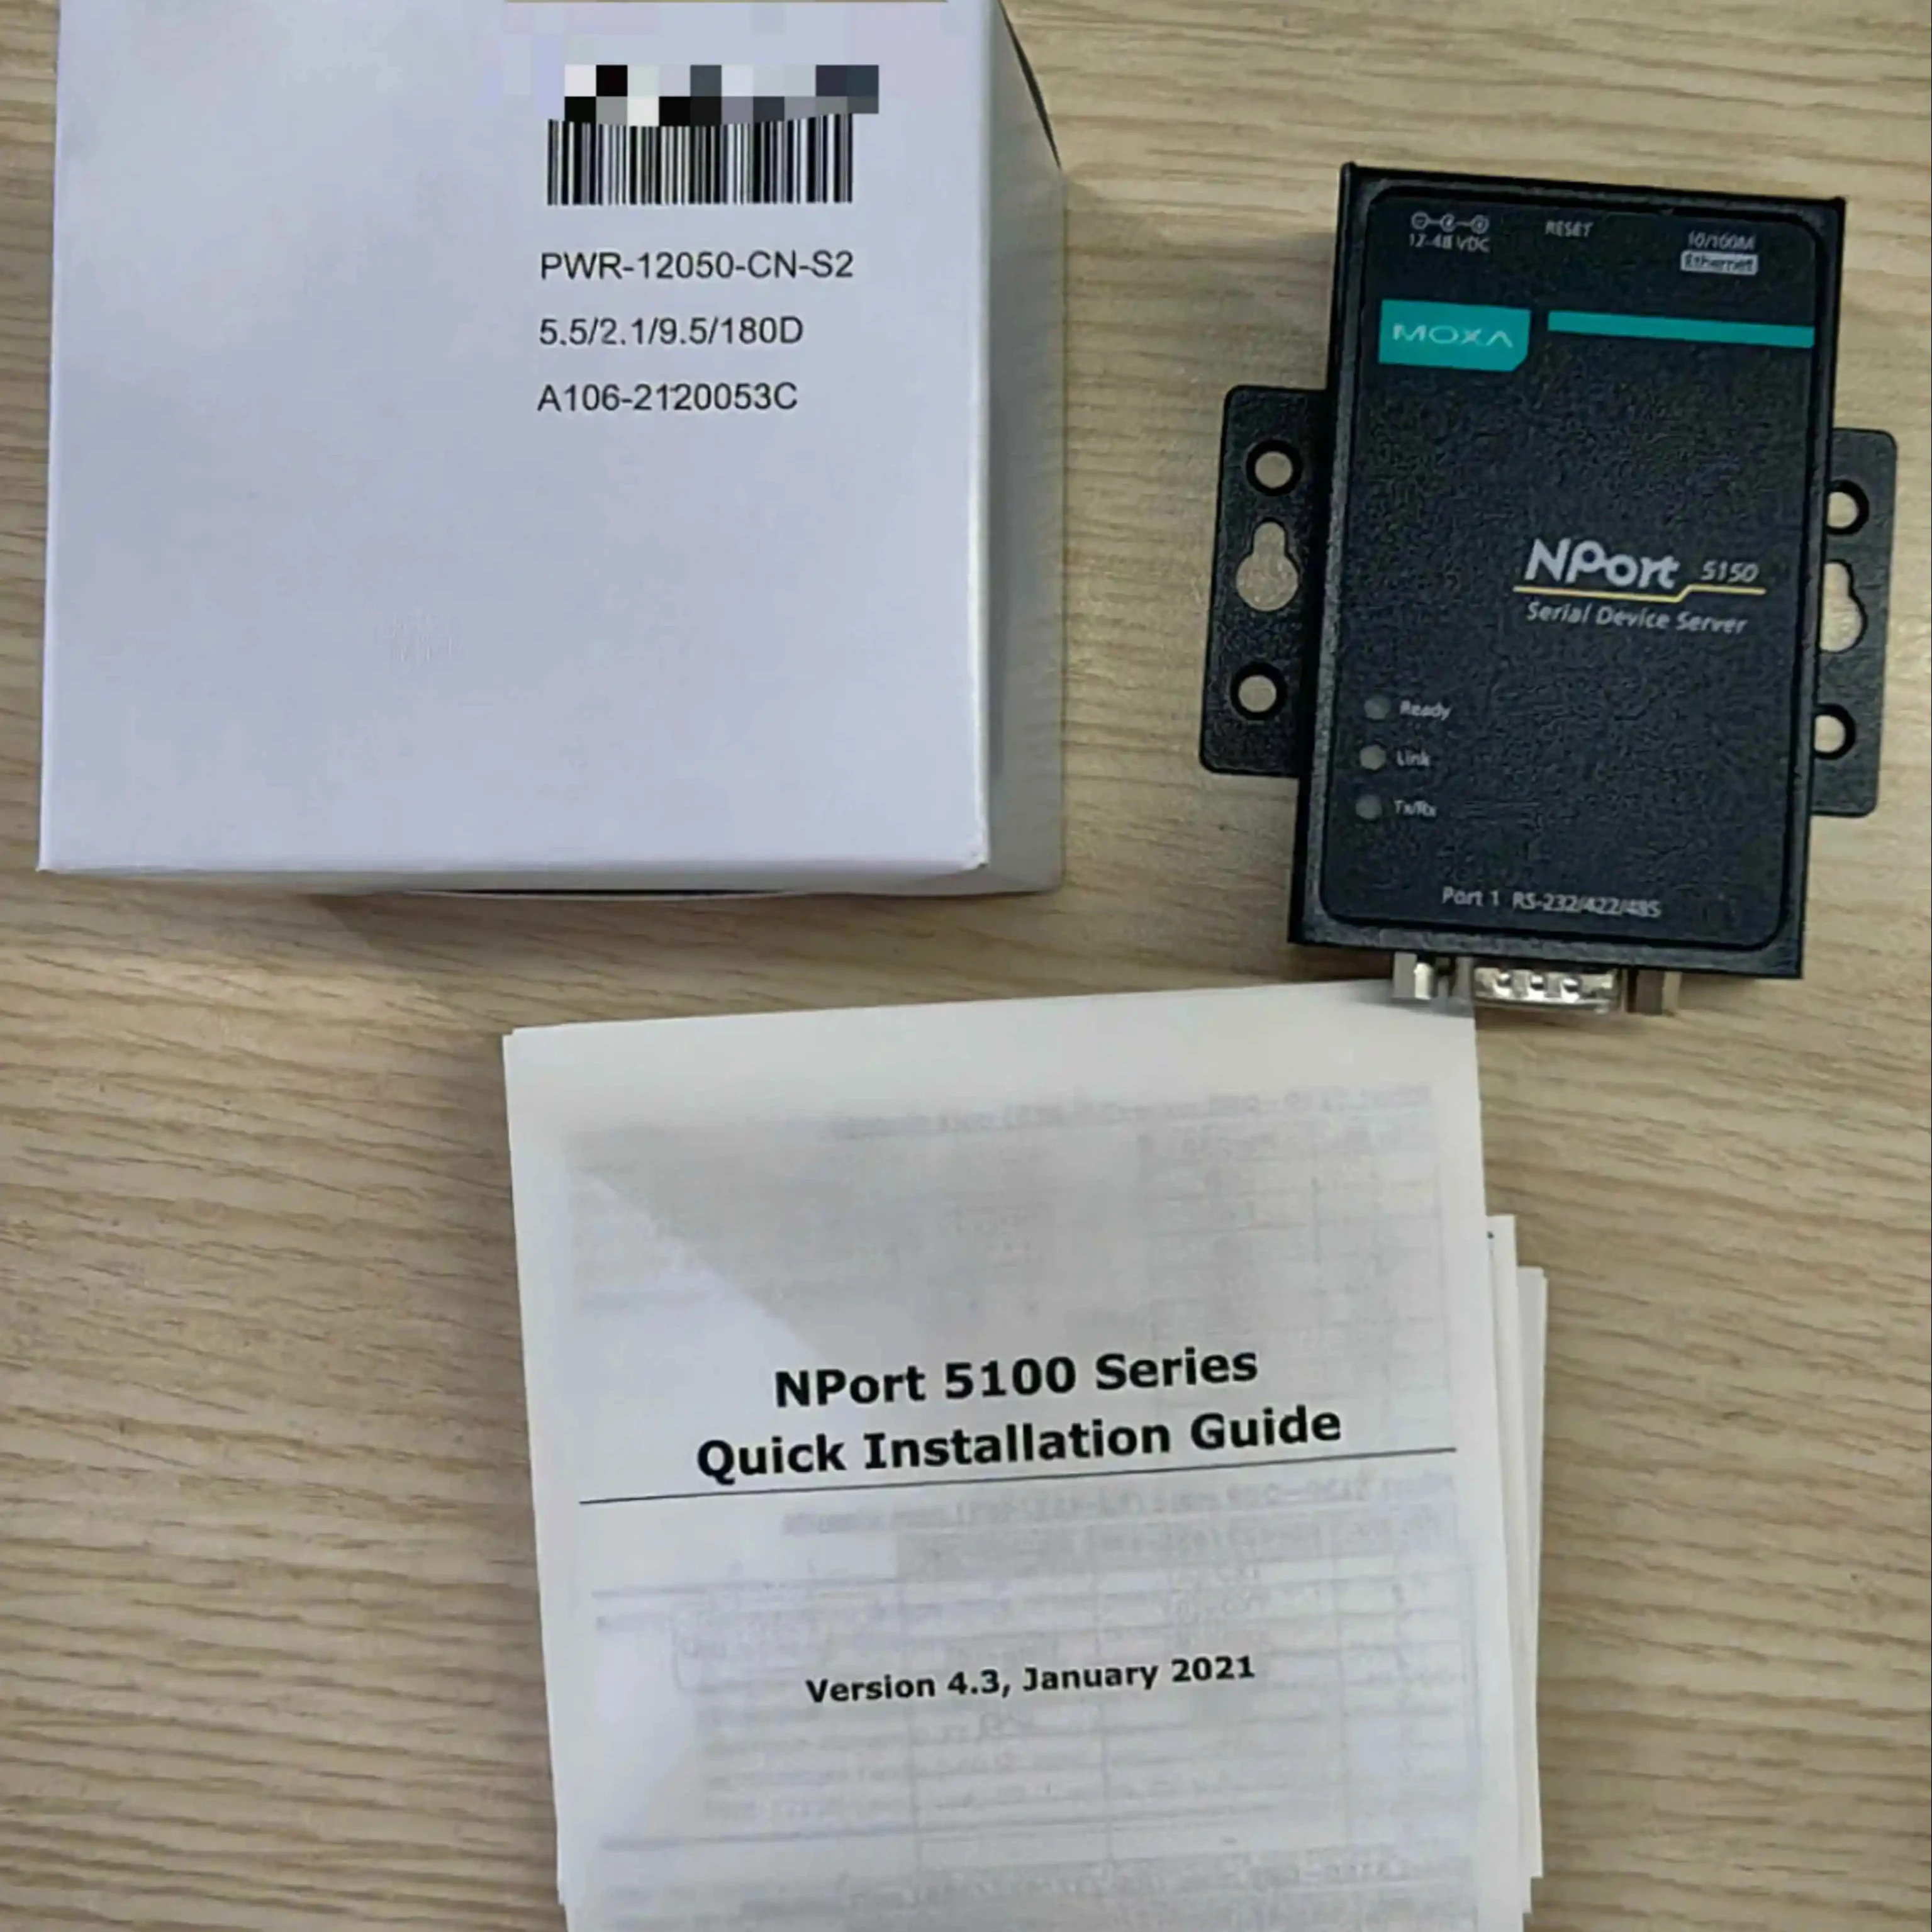 PWR-12050-CN-S2
5.5/2.1/9.5/180D
A106-2120053C
12-48 VDC
RESET
10/100M
Ethernet
MOXA
NPort 5150
Serial Device Server
Ready
Link
Tx/Rx
Port 1 RS-232/422/485
NPort 5100 Series
Quick Installation Guide
Version 4.3, January 2021